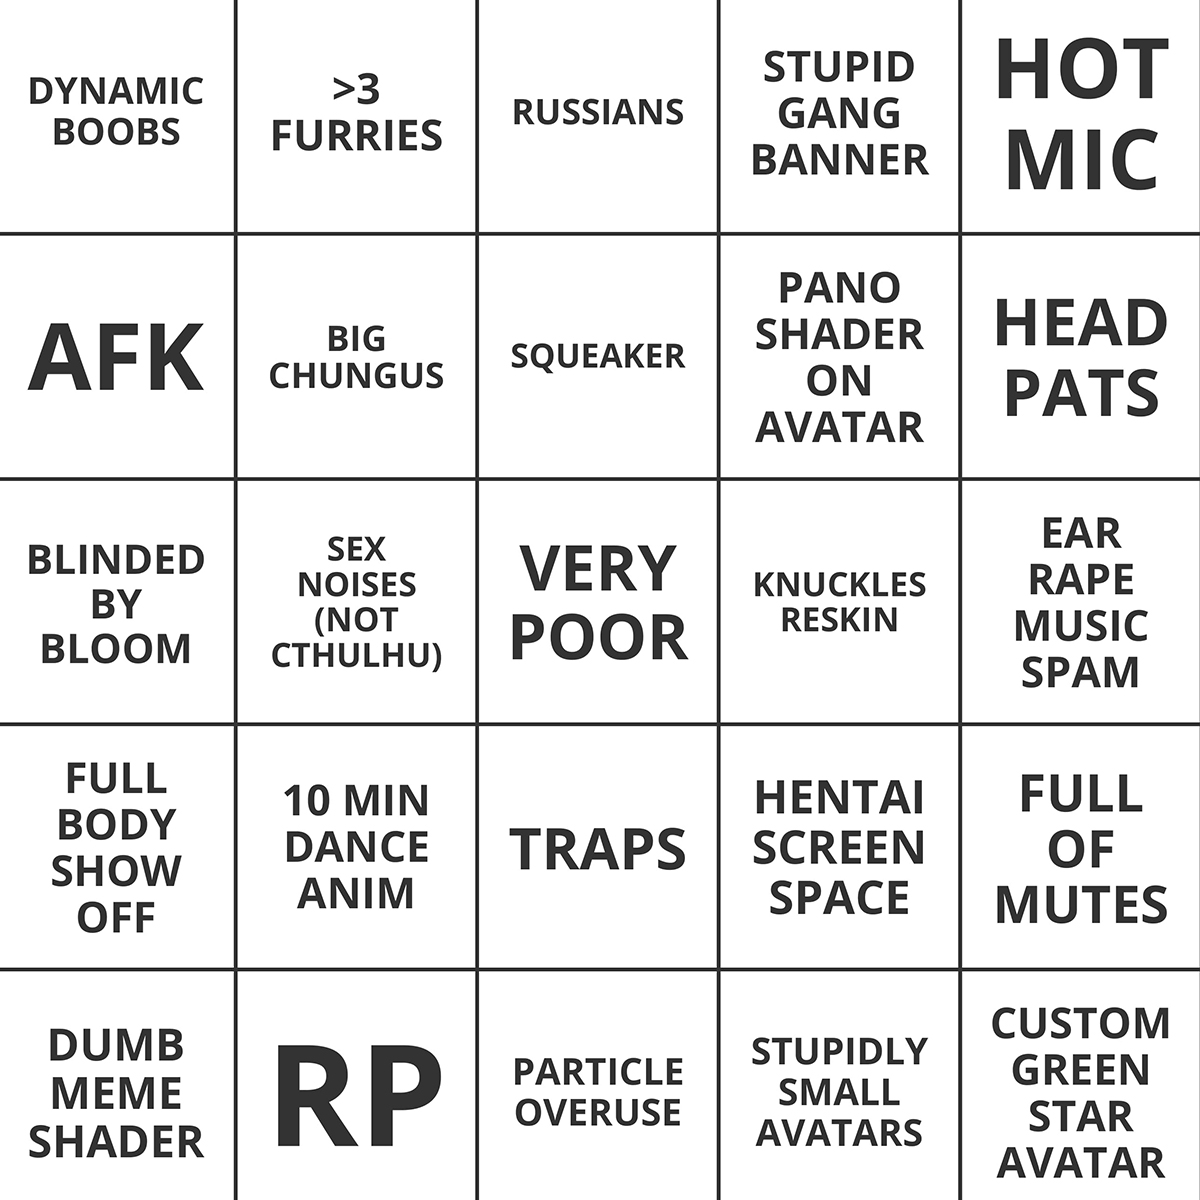 DYNAMIC
BOOBS
>3
FURRIES
RUSSIANS
STUPID
GANG
BANNER
HOT
MIC
AFK
BIG
CHUNGUS
SQUEAKER
PANO
SHADER
ON
AVATAR
HEAD
PATS
BLINDED
BY
BLOOM
SEX
NOISES
(NOT
CTHULHU)
VERY
POOR
KNUCKLES
RESKIN
EAR
RAPE
MUSIC
SPAM
FULL
BODY
SHOW
OFF
10 MIN
DANCE
ANIM
TRAPS
HENTAI
SCREEN
SPACE
FULL
OF
MUTES
DUMB
MEME
SHADER
RP
PARTICLE
OVERUSE
STUPIDLY
SMALL
AVATARS
CUSTOM
GREEN
STAR
AVATAR